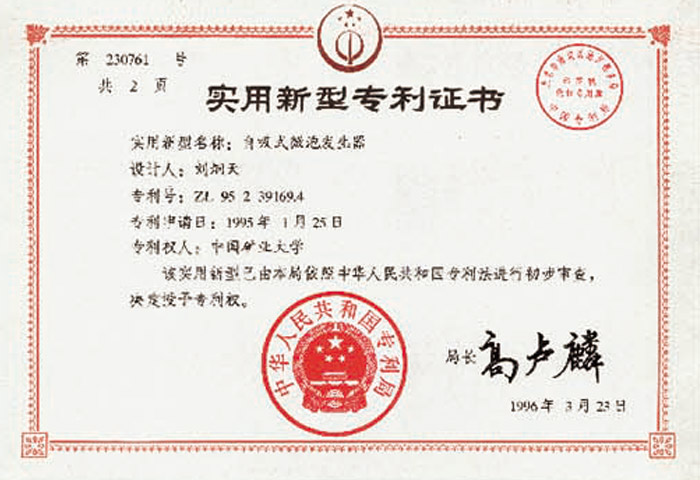 第 230761 号
共 2 页
实用新型专利证书
实用新型名称：自吸式微泡发生器
设计人：刘炯天
专利号：ZL 95 2 39169.4
专利申请日：1995年 1月25日
专利权人：中国矿业大学
该实用新型已由本局依照中华人民共和国专利法进行初步审查，
决定授予专利权。
中华人民共和国专利局
局长 高卢麟
1996年 3月23日